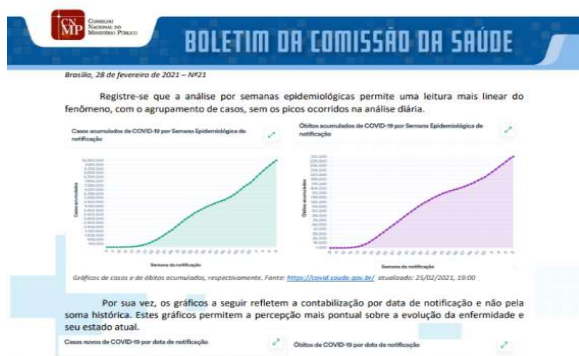 CN
MP
CONSELHO
NACIONAL DO
MINISTÉRIO PÚBLICO
BOLETIM DA COMISSÃO DA SAÚDE
Brasília, 28 de fevereiro de 2021 – Nº21
Registre-se que a análise por semanas epidemiológicas permite uma leitura mais linear do
fenômeno, com o agrupamento de casos, sem os picos ocorridos na análise diária.
Casos acumulados de COVID-19 por Semana Epidemiológica de
notificação
Óbitos acumulados de COVID-19 por Semana Epidemiológica de
notificação
Casos acumulados
Óbitos acumulados
Semana da notificação
Semana da notificação
Gráficos de casos e de óbitos acumulados, respectivamente. Fonte: https://covid.saude.gov.br/ atualizado: 25/02/2021, 19:00
Por sua vez, os gráficos a seguir refletem a contabilização por data de notificação e não pela
soma histórica. Estes gráficos permitem a percepção mais pontual sobre a evolução da enfermidade e
seu estado atual.
Casos novos de COVID-19 por data de notificação
Óbitos de COVID-19 por data de notificação